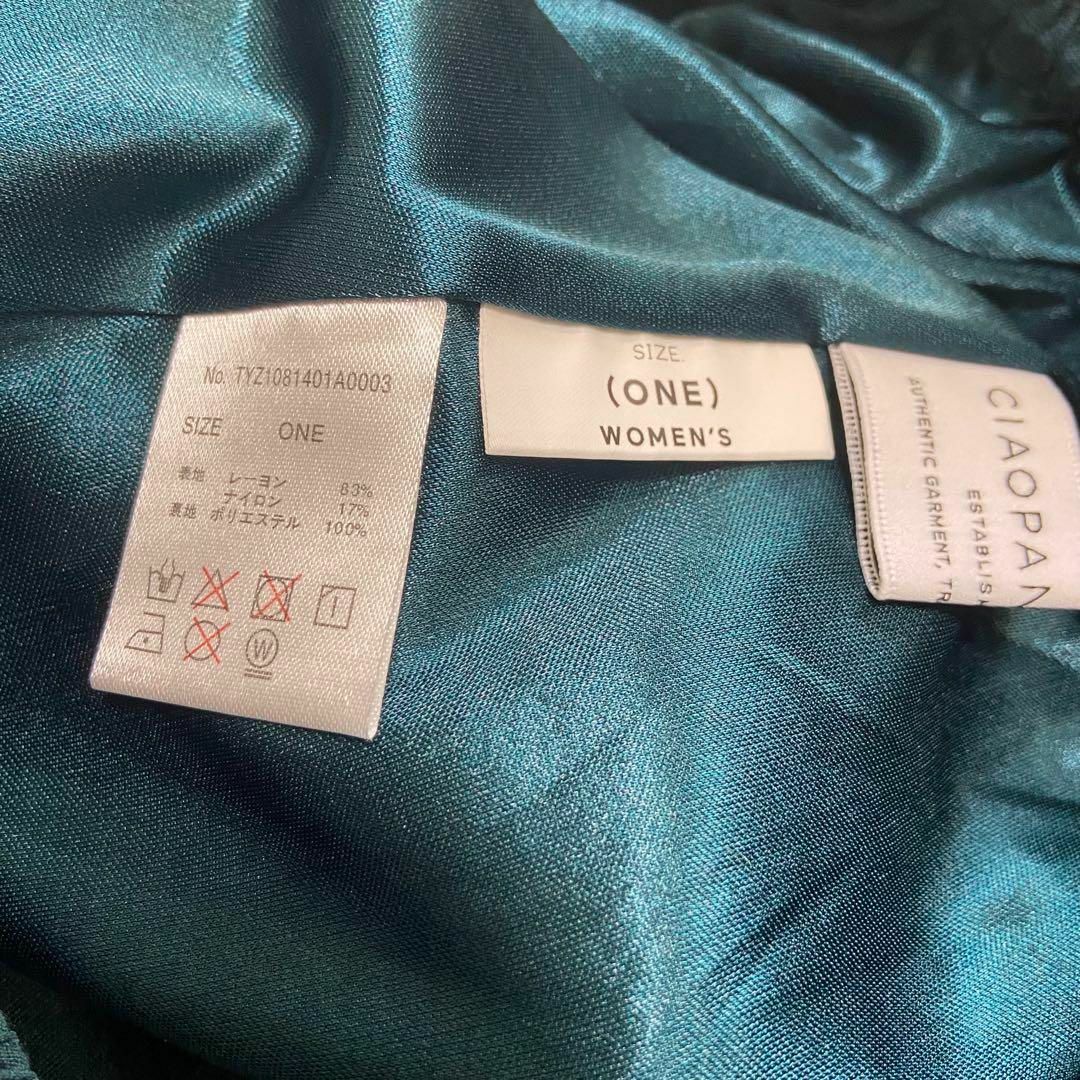 No. TYZ1081401A0003
SIZE ONE
表地 レーヨン 83%
ナイロン 17%
裏地 ポリエステル 100%
W
SIZE.
(ONE)
WOMEN'S
CIAOPAN
AUTHENTIC GARMENT, TR
ESTABLISH